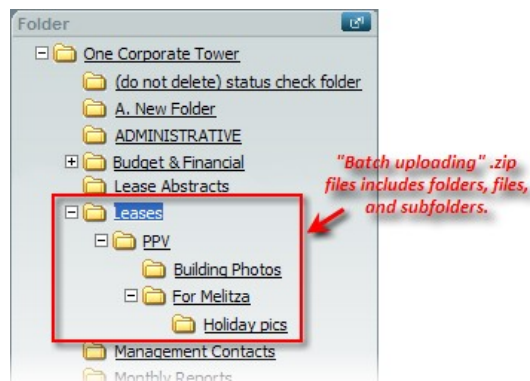 Folder
One Corporate Tower
(do not delete) status check folder
A. New Folder
ADMINISTRATIVE
Budget & Financial
Lease Abstracts
Leases
PPV
Building Photos
For Melitza
Holiday pics
Management Contacts
Monthly Reports
"Batch uploading" .zip
files includes folders, files,
and subfolders.